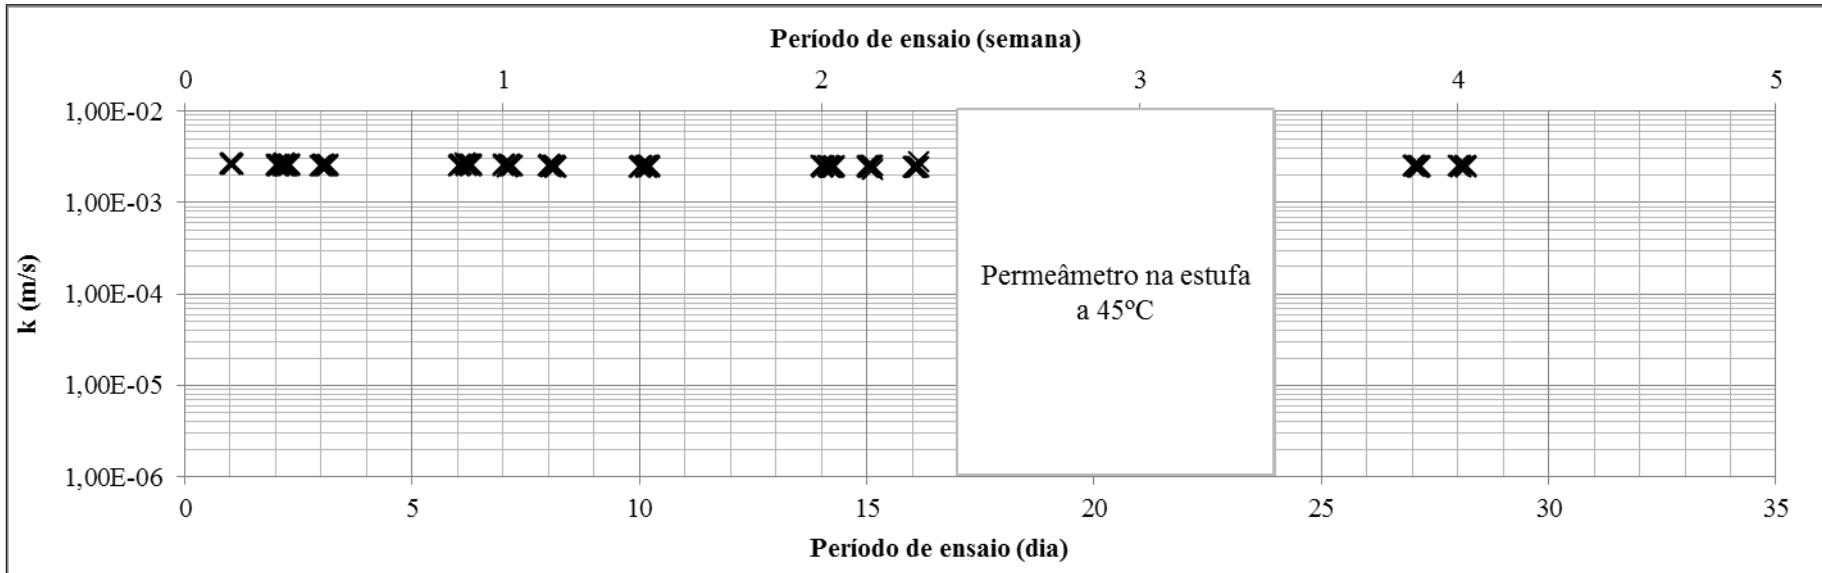 Período de ensaio (semana)
0 1 2 3 4 5
1,00E-02
1,00E-03
1,00E-04
1,00E-05
1,00E-06
k (m/s)
Permeâmetro na estufa
a 45ºC
0 5 10 15 20 25 30 35
Período de ensaio (dia)